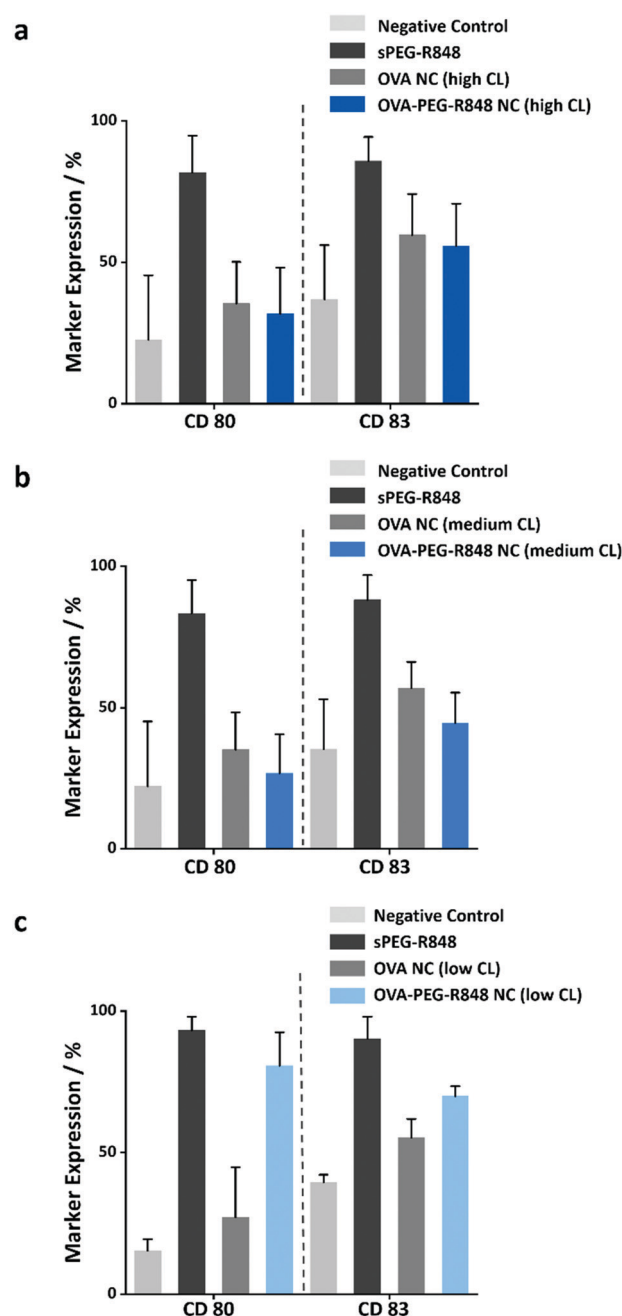 a
Negative Control
sPEG-R848
OVA NC (high CL)
OVA-PEG-R848 NC (high CL)
Marker Expression / %
100
50
0
CD 80
CD 83
b
Negative Control
sPEG-R848
OVA NC (medium CL)
OVA-PEG-R848 NC (medium CL)
Marker Expression / %
100
50
0
CD 80
CD 83
c
Negative Control
sPEG-R848
OVA NC (low CL)
OVA-PEG-R848 NC (low CL)
Marker Expression / %
100
50
0
CD 80
CD 83